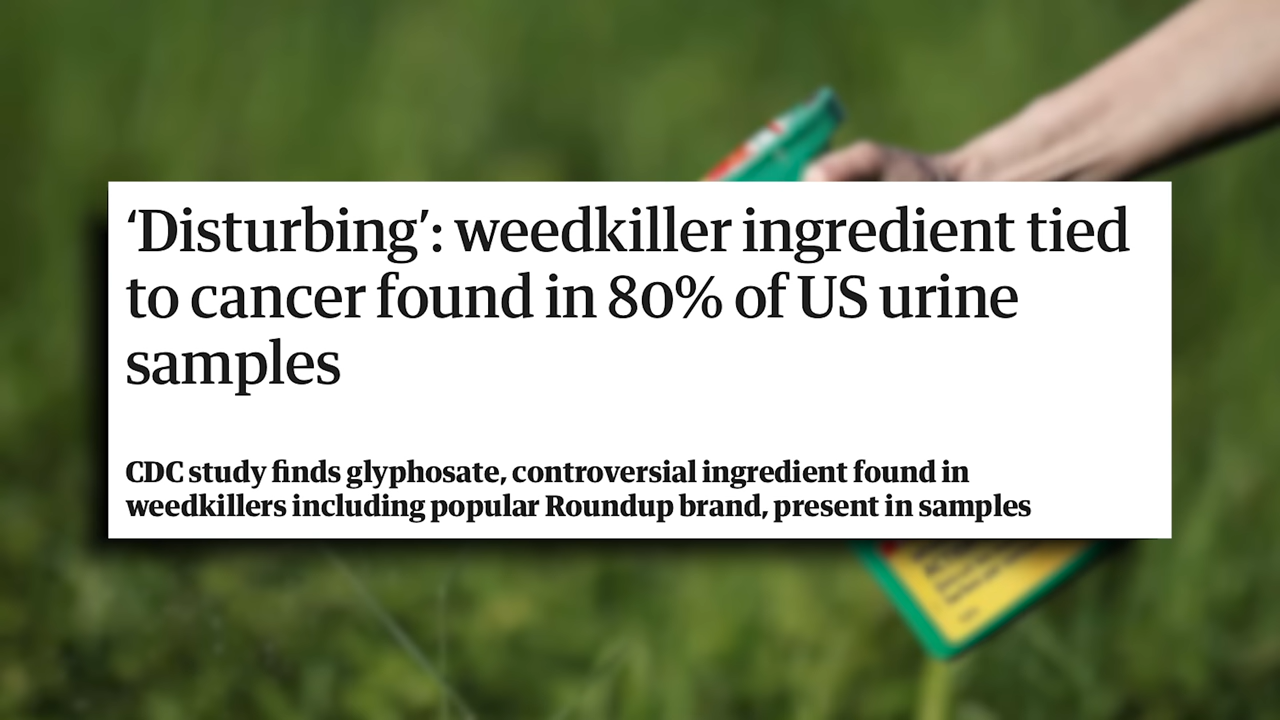 ‘Disturbing’: weedkiller ingredient tied
to cancer found in 80% of US urine
samples
CDC study finds glyphosate, controversial ingredient found in
weedkillers including popular Roundup brand, present in samples